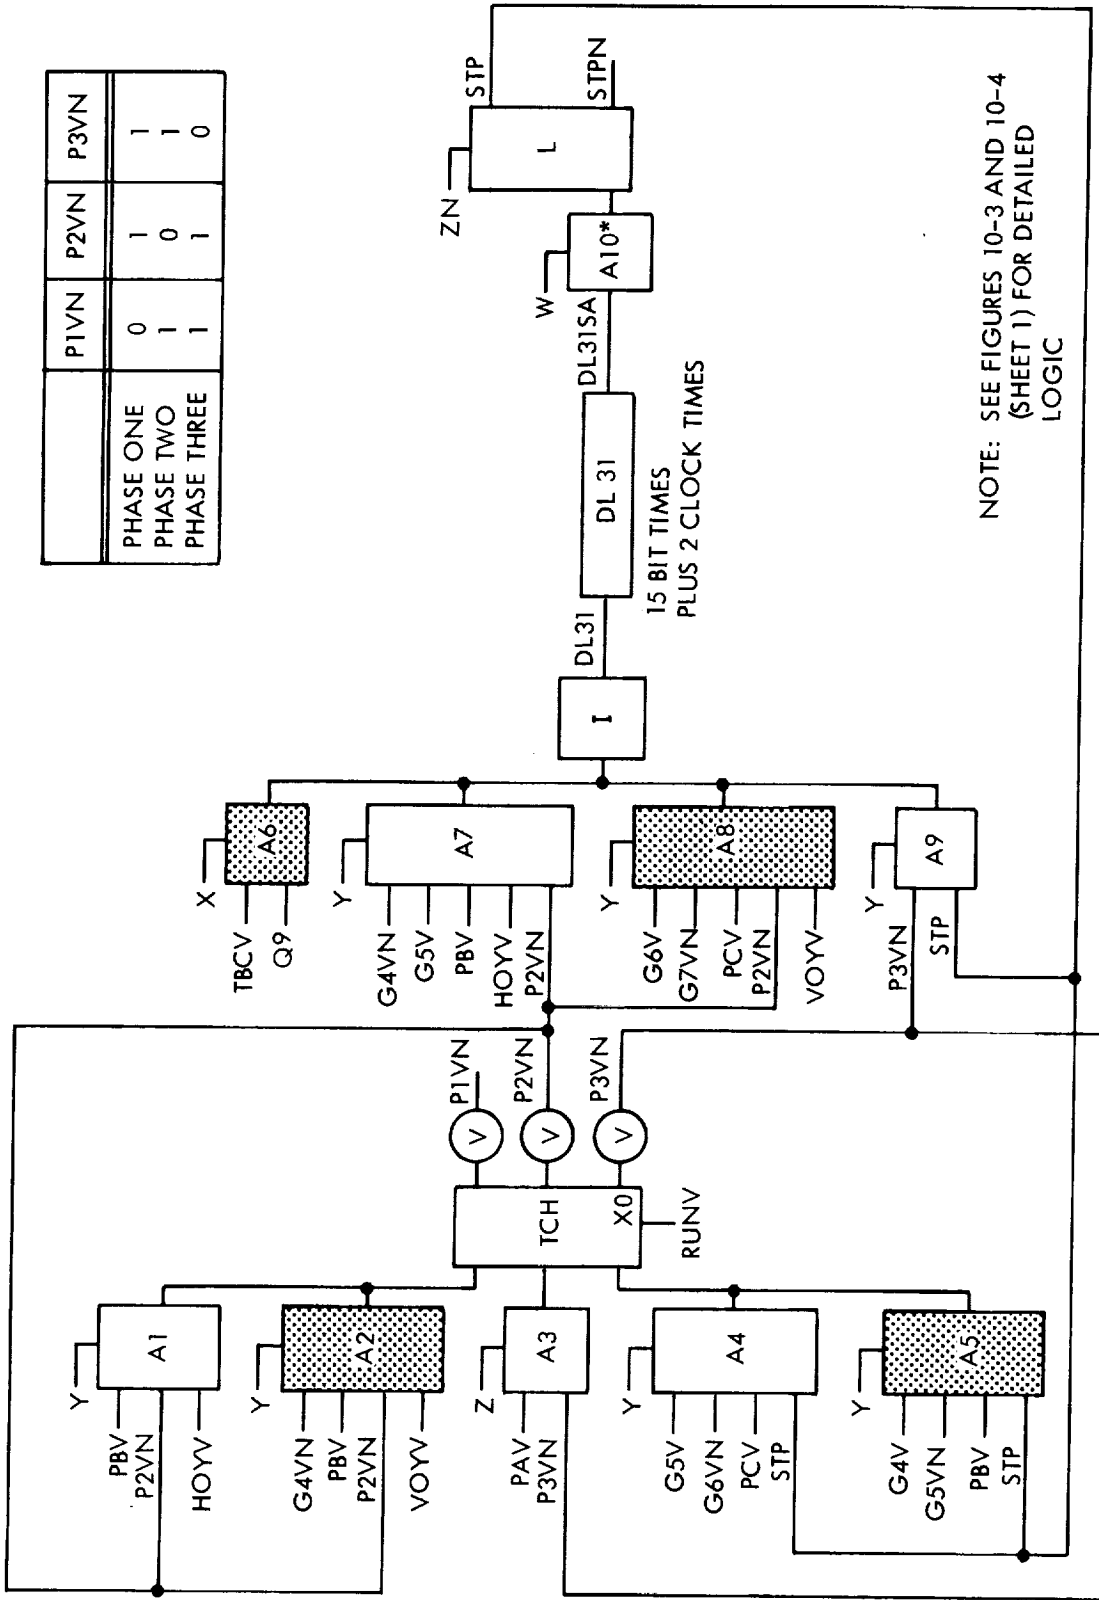 P1VN P2VN P3VN
PHASE ONE 0 1 1
PHASE TWO 1 0 1
PHASE THREE 1 1 0
Y
PBV
P2VN
HOYV
A1
Y
G4VN
PBV
P2VN
VOYV
A2
Z
PAV
P3VN
A3
Y
G5V
G6VN
PCV
STP
A4
Y
G4V
G5VN
PBV
STP
A5
TCH
X0
RUNV
V
P1VN
V
P2VN
V
P3VN
X
TBCV
Q9
A6
Y
G4VN
G5V
PBV
HOYV
P2VN
A7
Y
G6V
G7VN
PCV
P2VN
VOYV
A8
Y
P3VN
STP
A9
I
DL31
DL 31
15 BIT TIMES
PLUS 2 CLOCK TIMES
DL31SA
W
A10*
ZN
L
STP
STPN
NOTE: SEE FIGURES 10-3 AND 10-4
(SHEET 1) FOR DETAILED
LOGIC